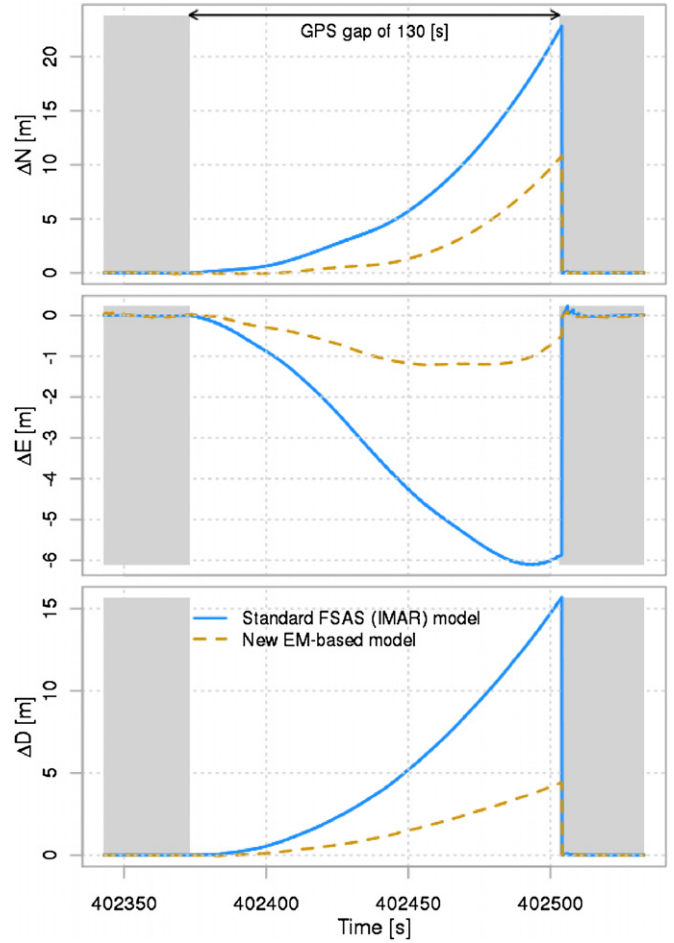 GPS gap of 130 [s]
ΔN [m]
20
15
10
5
0
ΔE [m]
0
-1
-2
-3
-4
-5
-6
ΔD [m]
15
10
5
0
Standard FSAS (IMAR) model
New EM-based model
402350 402400 402450 402500
Time [s]